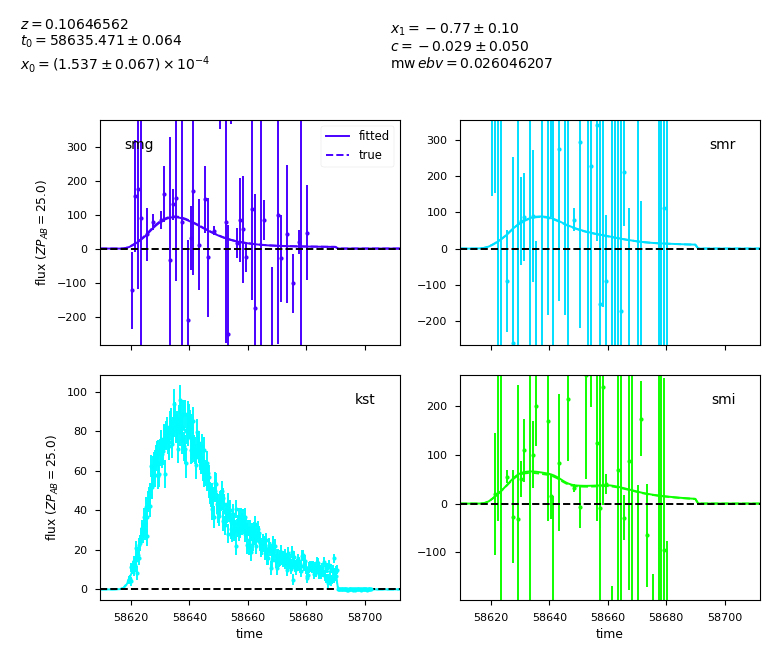 z = 0.10646562
t₀ = 58635.471 ± 0.064
x₀ = (1.537 ± 0.067) × 10⁻⁴
x₁ = −0.77 ± 0.10
c = −0.029 ± 0.050
mw ebv = 0.026046207
smg
fitted
true
300
200
100
0
−100
−200
flux (ZP_AB = 25.0)
smr
300
200
100
0
−100
−200
kst
100
80
60
40
20
0
flux (ZP_AB = 25.0)
58620 58640 58660 58680 58700
time
smi
200
100
0
−100
58620 58640 58660 58680 58700
time